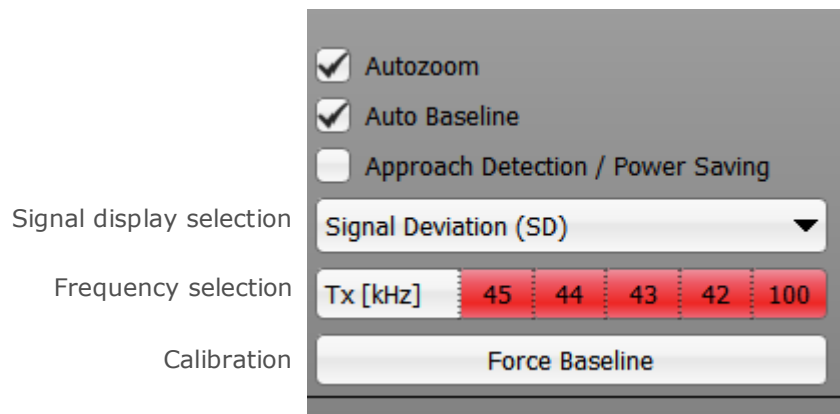 Autozoom
Auto Baseline
Approach Detection / Power Saving
Signal display selection Signal Deviation (SD)
Frequency selection Tx [kHz] 45 44 43 42 100
Calibration Force Baseline